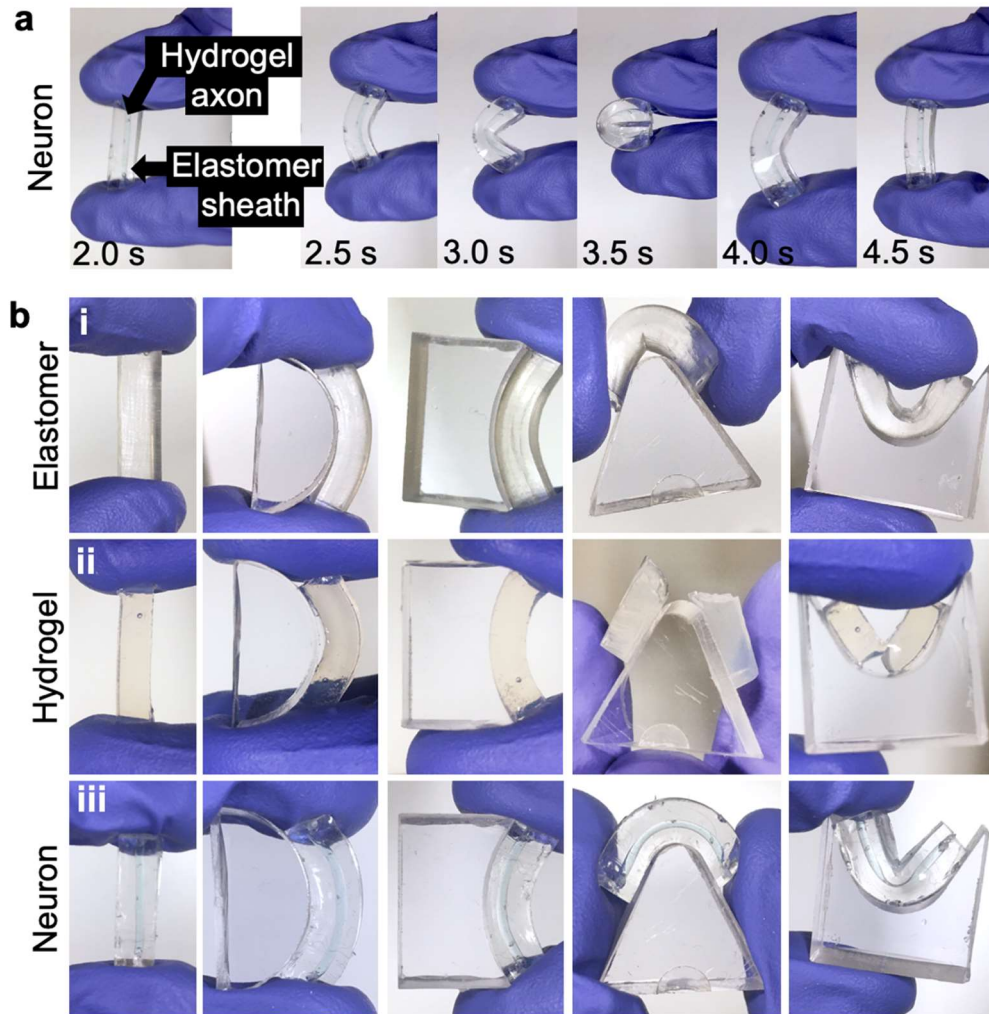 a
Neuron
Hydrogel
axon
Elastomer
sheath
2.0 s
2.5 s
3.0 s
3.5 s
4.0 s
4.5 s
b
i
Elastomer
ii
Hydrogel
iii
Neuron